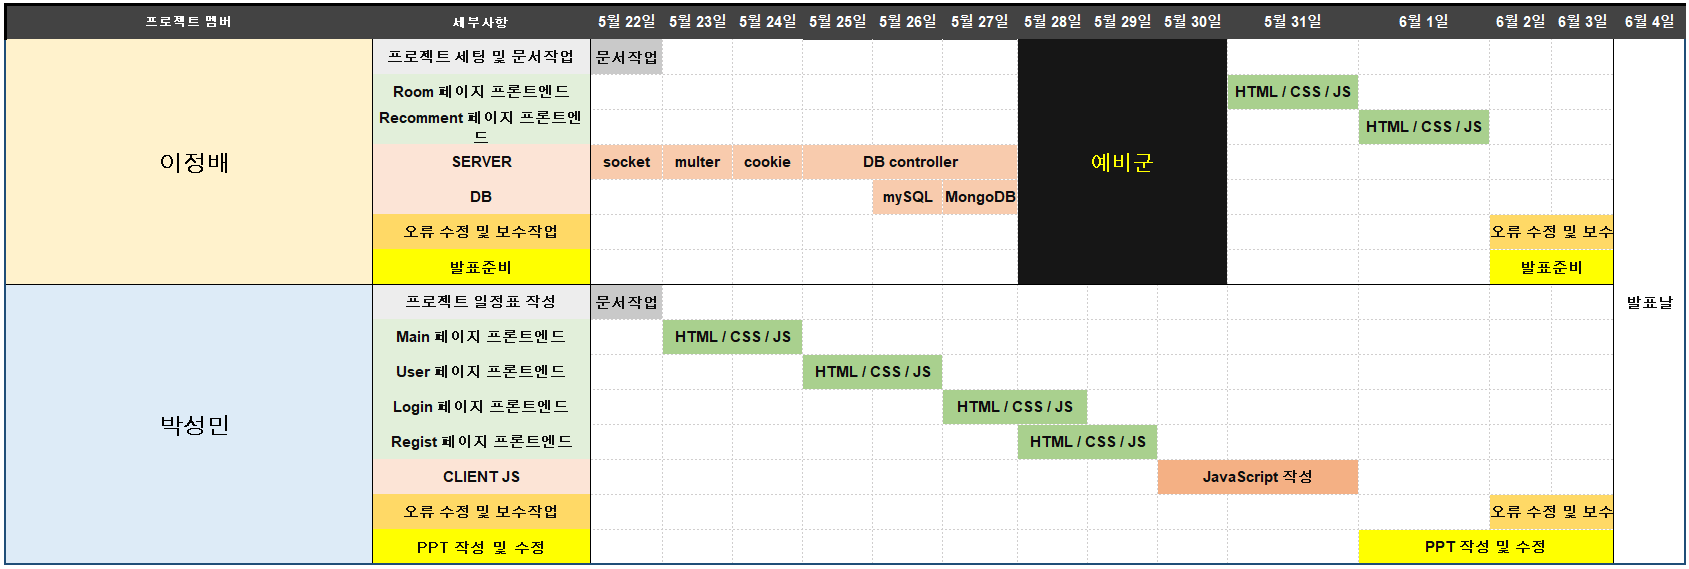 프로젝트 멤버 세부사항 5월 22일 5월 23일 5월 24일 5월 25일 5월 26일 5월 27일 5월 28일 5월 29일 5월 30일 5월 31일 6월 1일 6월 2일 6월 3일 6월 4일
이정배
프로젝트 세팅 및 문서작업 문서작업
Room 페이지 프론트엔드 HTML / CSS / JS
Recomment 페이지 프론트엔
드
HTML / CSS / JS
SERVER socket multer cookie DB controller
예비군
DB mySQL MongoDB
오류 수정 및 보수작업 오류 수정 및 보수
발표준비 발표준비
박성민
프로젝트 일정표 작성 문서작업
발표날
Main 페이지 프론트엔드 HTML / CSS / JS
User 페이지 프론트엔드 HTML / CSS / JS
Login 페이지 프론트엔드 HTML / CSS / JS
Regist 페이지 프론트엔드 HTML / CSS / JS
CLIENT JS JavaScript 작성
오류 수정 및 보수작업 오류 수정 및 보수
PPT 작성 및 수정 PPT 작성 및 수정